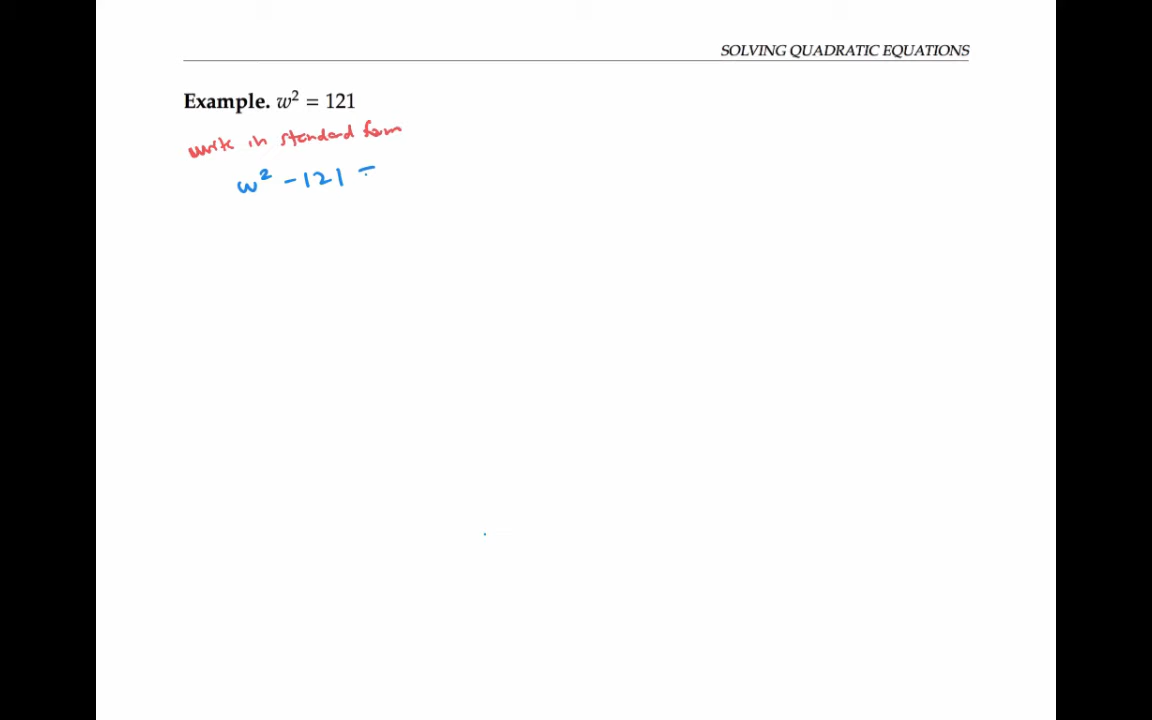 SOLVING QUADRATIC EQUATIONS
Example. w² = 121
write in standard form
w² - 121 =